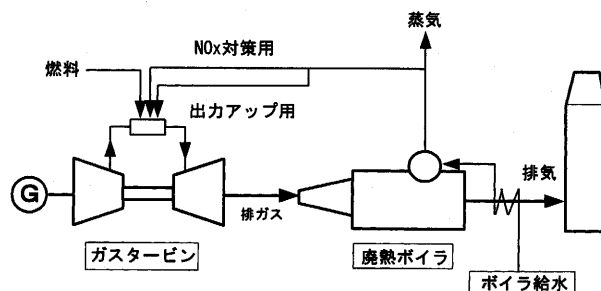 蒸気
NOx対策用
燃料
出力アップ用
排気
G
排ガス
ガスタービン
廃熱ボイラ
ボイラ給水